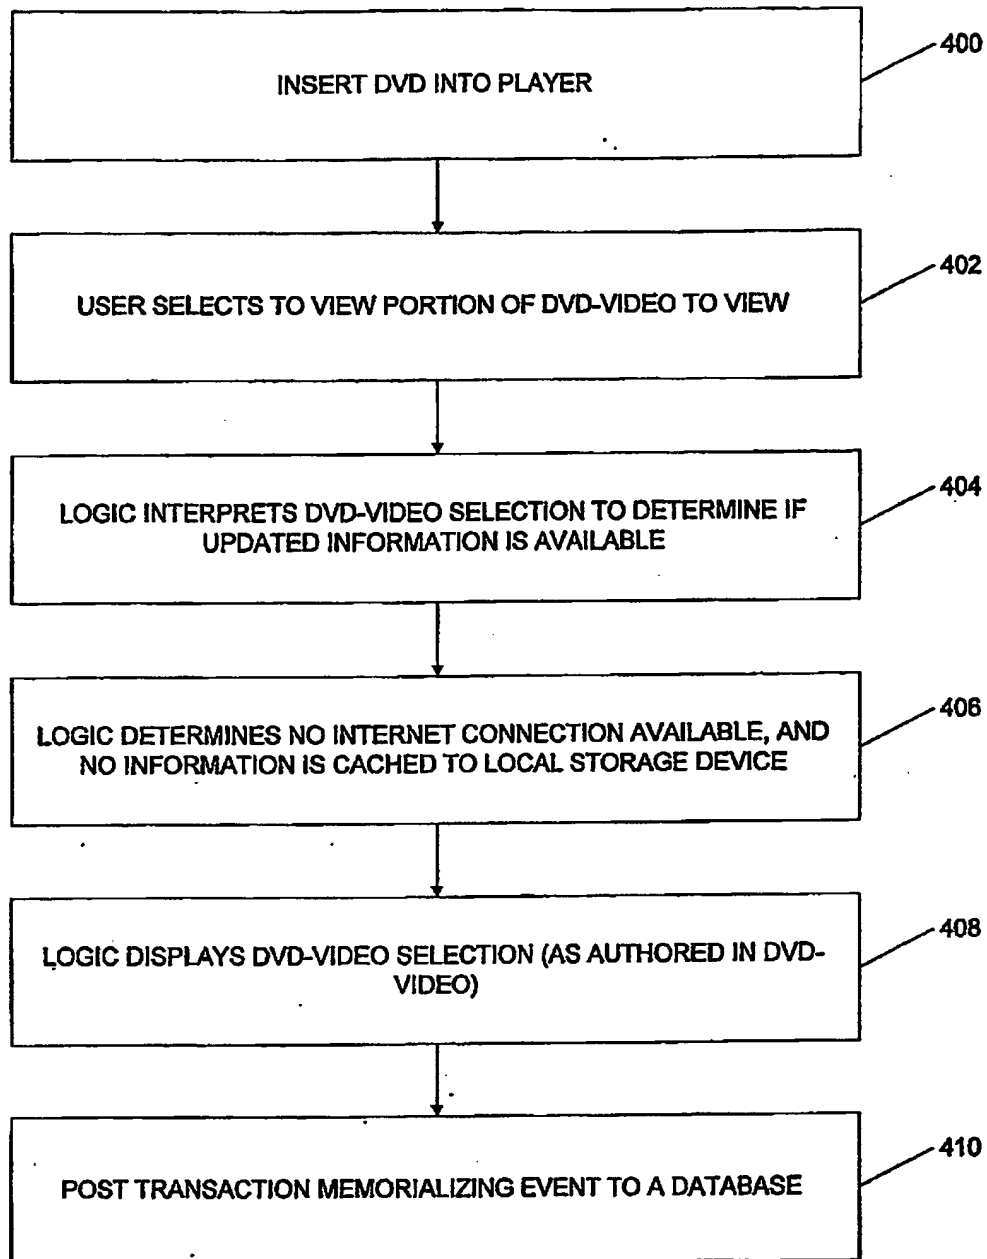 INSERT DVD INTO PLAYER
400
USER SELECTS TO VIEW PORTION OF DVD-VIDEO TO VIEW
402
LOGIC INTERPRETS DVD-VIDEO SELECTION TO DETERMINE IF
UPDATED INFORMATION IS AVAILABLE
404
LOGIC DETERMINES NO INTERNET CONNECTION AVAILABLE, AND
NO INFORMATION IS CACHED TO LOCAL STORAGE DEVICE
406
LOGIC DISPLAYS DVD-VIDEO SELECTION (AS AUTHORED IN DVD-
VIDEO)
408
POST TRANSACTION MEMORIALIZING EVENT TO A DATABASE
410